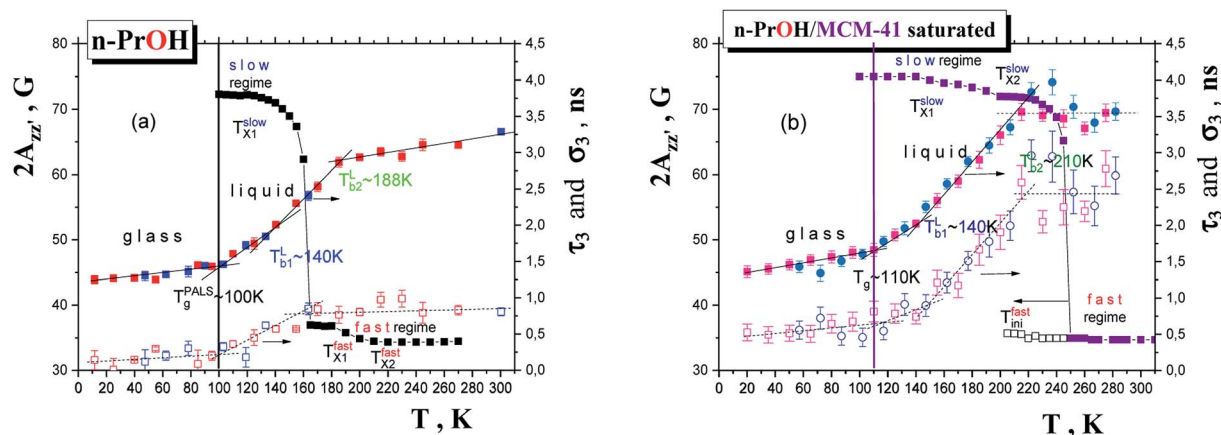 n-PrOH
80
70
60
50
40
30
2A_zz' , G
4,5
4,0
3,5
3,0
2,5
2,0
1,5
1,0
0,5
0,0
τ₃ and σ₃ , ns
slow
regime
(a)
T_X1^slow
liquid
T_b2^L~188K
glass
T_b1^L~140K
T_g^PALS~100K
fast regime
T_X1^fast
T_X2^fast
0 20 40 60 80 100 120 140 160 180 200 220 240 260 280 300
T , K
n-PrOH/MCM-41 saturated
80
70
60
50
40
30
2A_zz' , G
4,5
4,0
3,5
3,0
2,5
2,0
1,5
1,0
0,5
0,0
τ₃ and σ₃ , ns
slow regime
T_X2^slow
T_X1^slow
(b)
liquid
T_b2~210K
glass
T_b1^L~140K
T_g~110K
fast
T_ini^fast
regime
0 20 40 60 80 100 120 140 160 180 200 220 240 260 280 300
T , K